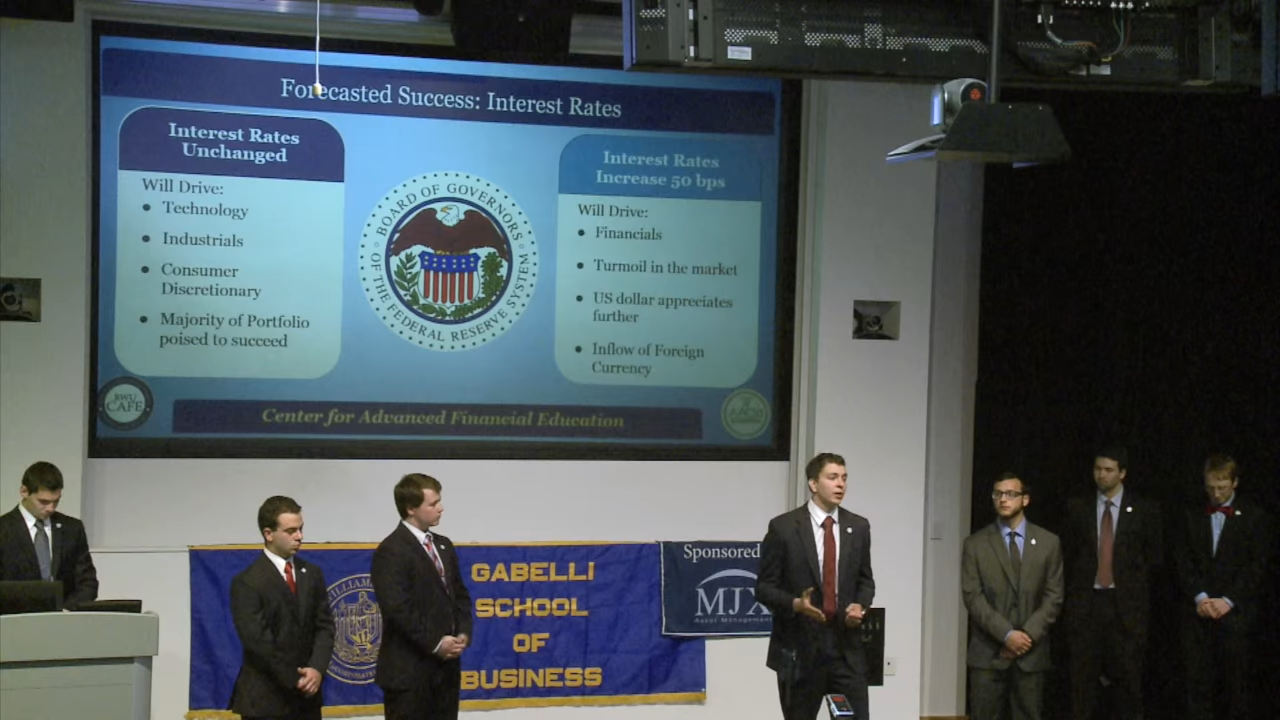 Forecasted Success: Interest Rates
Interest Rates
Unchanged
Will Drive:
• Technology
• Industrials
• Consumer
Discretionary
• Majority of Portfolio
poised to succeed
BOARD OF GOVERNORS
OF THE FEDERAL RESERVE SYSTEM
Interest Rates
Increase 50 bps
Will Drive:
• Financials
• Turmoil in the market
• US dollar appreciates
further
• Inflow of Foreign
Currency
RWU
CAFE
Center for Advanced Financial Education
GABELLI
SCHOOL
OF
BUSINESS
Sponsored
MJX
Asset Management